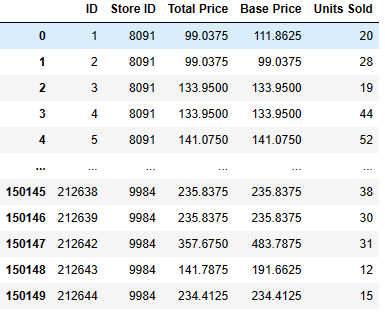 ID Store ID Total Price Base Price Units Sold
0 1 8091 99.0375 111.8625 20
1 2 8091 99.0375 99.0375 28
2 3 8091 133.9500 133.9500 19
3 4 8091 133.9500 133.9500 44
4 5 8091 141.0750 141.0750 52
... ... ... ... ... ...
150145 212638 9984 235.8375 235.8375 38
150146 212639 9984 235.8375 235.8375 30
150147 212642 9984 357.6750 483.7875 31
150148 212643 9984 141.7875 191.6625 12
150149 212644 9984 234.4125 234.4125 15